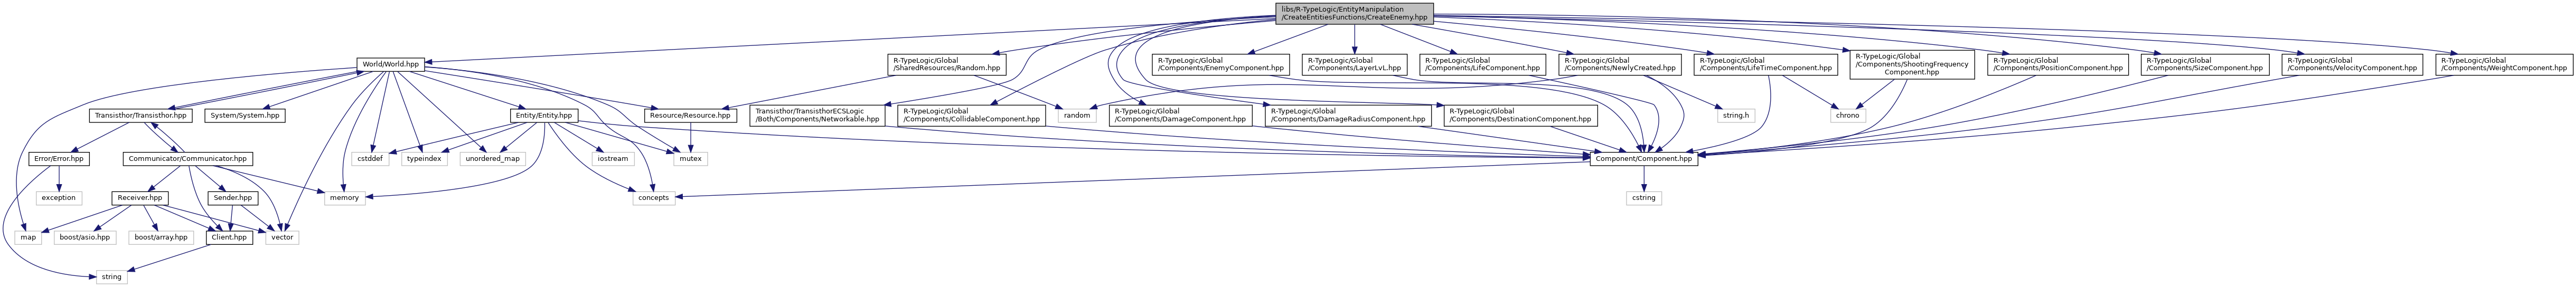 libs/R-TypeLogic/EntityManipulation
/CreateEntitiesFunctions/CreateEnemy.hpp
World/World.hpp
R-TypeLogic/Global
/SharedResources/Random.hpp
R-TypeLogic/Global
/Components/EnemyComponent.hpp
R-TypeLogic/Global
/Components/LayerLvL.hpp
R-TypeLogic/Global
/Components/LifeComponent.hpp
R-TypeLogic/Global
/Components/NewlyCreated.hpp
R-TypeLogic/Global
/Components/LifeTimeComponent.hpp
R-TypeLogic/Global
/Components/ShootingFrequency
Component.hpp
R-TypeLogic/Global
/Components/PositionComponent.hpp
R-TypeLogic/Global
/Components/SizeComponent.hpp
R-TypeLogic/Global
/Components/VelocityComponent.hpp
R-TypeLogic/Global
/Components/WeightComponent.hpp
Transisthor/Transisthor.hpp
System/System.hpp
Entity/Entity.hpp
Resource/Resource.hpp
Transisthor/TransisthorECSLogic
/Both/Components/Networkable.hpp
R-TypeLogic/Global
/Components/CollidableComponent.hpp
random
R-TypeLogic/Global
/Components/DamageComponent.hpp
R-TypeLogic/Global
/Components/DamageRadiusComponent.hpp
R-TypeLogic/Global
/Components/DestinationComponent.hpp
string.h
chrono
Error/Error.hpp
Communicator/Communicator.hpp
cstddef
typeindex
unordered_map
iostream
mutex
Component/Component.hpp
exception
Receiver.hpp
Sender.hpp
memory
concepts
cstring
map
boost/asio.hpp
boost/array.hpp
Client.hpp
vector
string